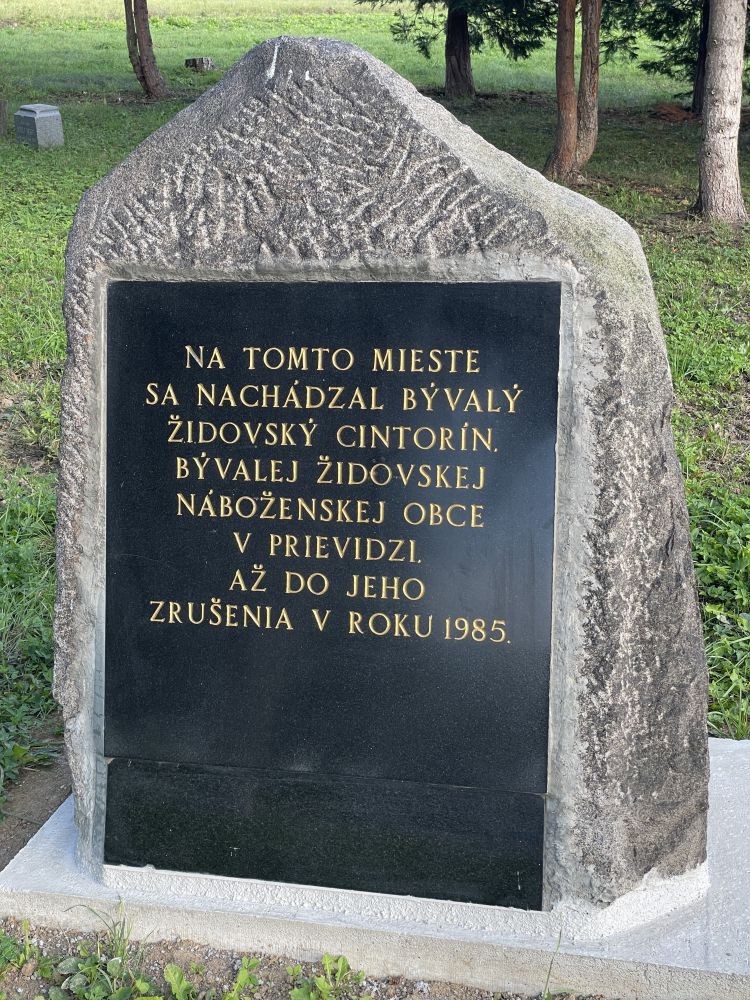 NA TOMTO MIESTE
SA NACHÁDZAL BÝVALÝ
ŽIDOVSKÝ CINTORÍN,
BÝVALEJ ŽIDOVSKEJ
NÁBOŽENSKEJ OBCE
V PRIEVIDZI,
AŽ DO JEHO
ZRUŠENIA V ROKU 1985.